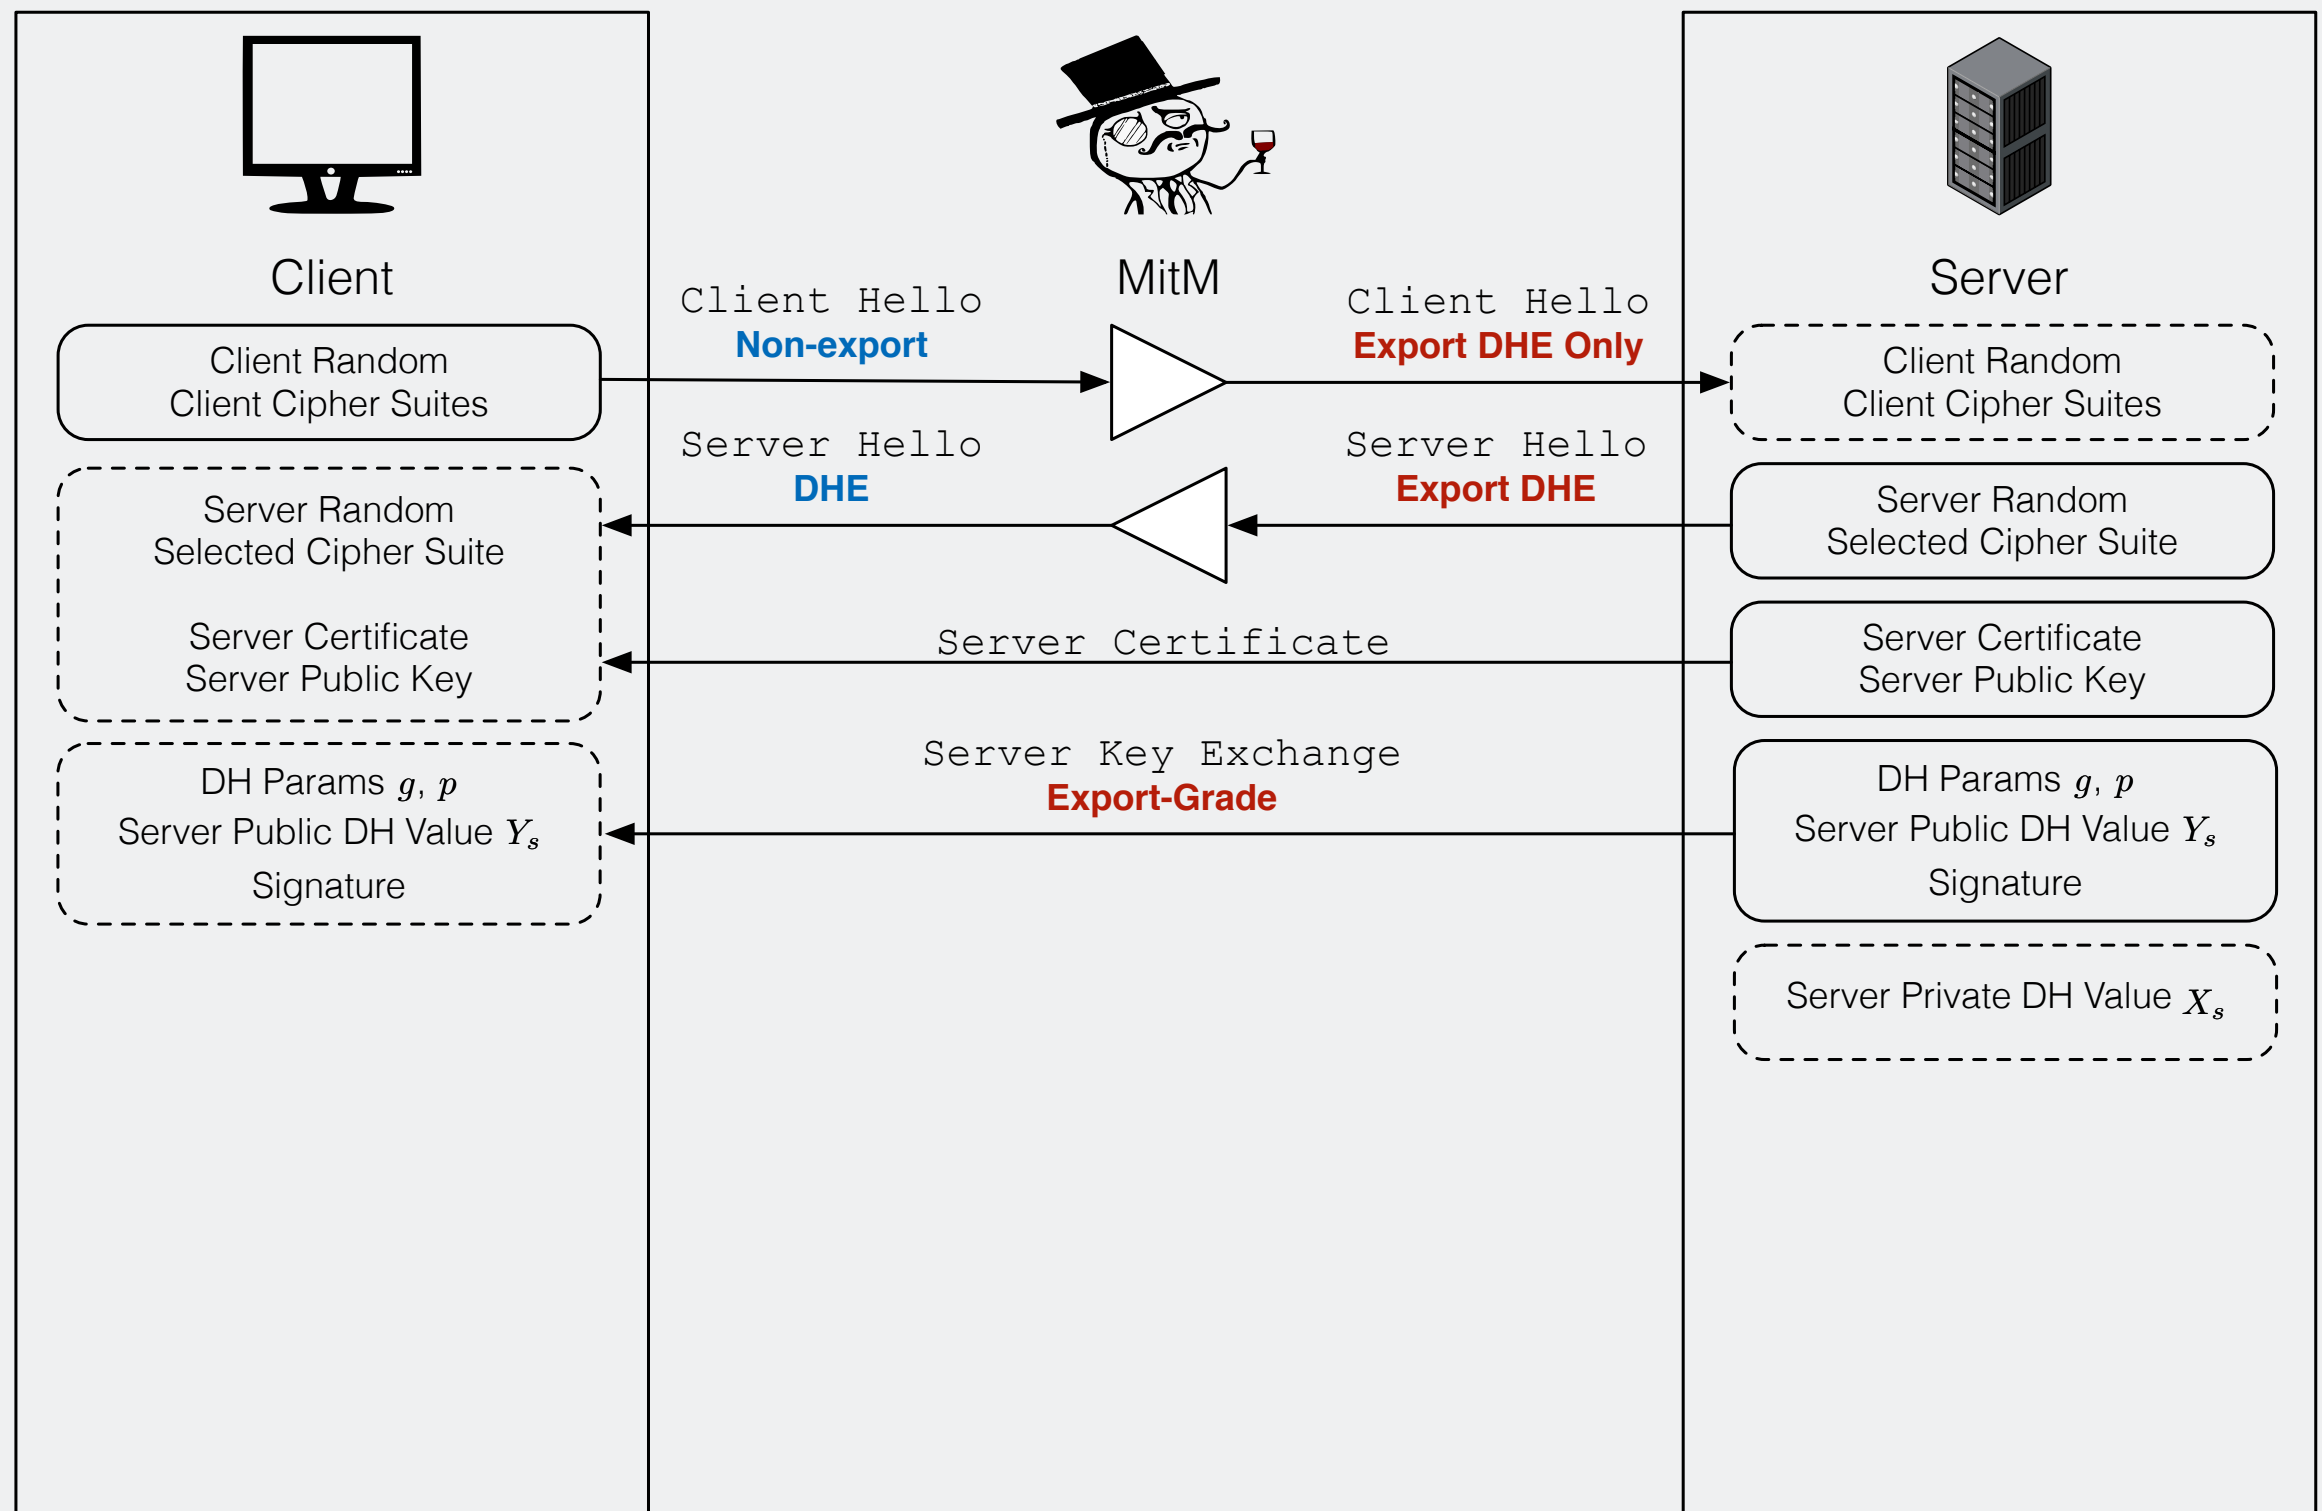 Client
MitM
Server
Client Hello
Non-export
Client Hello
Export DHE Only
Client Random
Client Cipher Suites
Client Random
Client Cipher Suites
Server Hello
DHE
Server Hello
Export DHE
Server Random
Selected Cipher Suite
Server Random
Selected Cipher Suite
Server Certificate
Server Public Key
Server Certificate
Server Certificate
Server Public Key
Server Key Exchange
Export-Grade
DH Params g, p
Server Public DH Value Yₛ
Signature
DH Params g, p
Server Public DH Value Yₛ
Signature
Server Private DH Value Xₛ